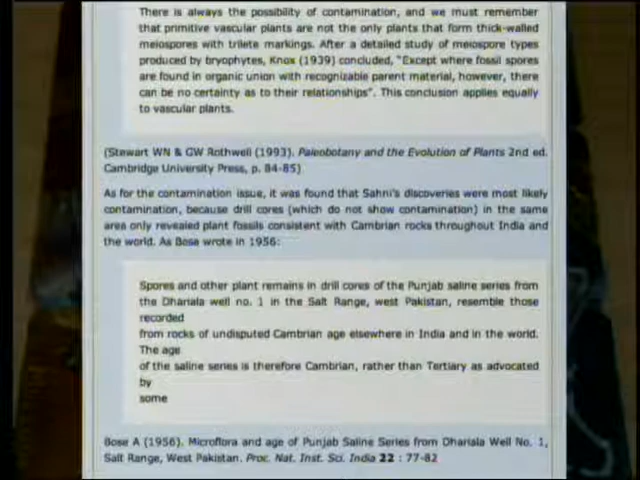 There is always the possibility of contamination, and we must remember
that primitive vascular plants are not the only plants that form thick-walled
meiospores with trilete markings. After a detailed study of meiospore types
produced by bryophytes, Knox (1939) concluded, "Except where fossil spores
are found in organic union with recognizable parent material, however, there
can be no certainty as to their relationships". This conclusion applies equally
to vascular plants.
(Stewart WN & GW Rothwell (1993). Paleobotany and the Evolution of Plants 2nd ed.
Cambridge University Press, p. 84-85)
As for the contamination issue, it was found that Sahni's discoveries were most likely
contamination, because drill cores (which do not show contamination) in the same
area only revealed plant fossils consistent with Cambrian rocks throughout India and
the world. As Bose wrote in 1956:
Spores and other plant remains in drill cores of the Punjab saline series from
the Dhariala well no. 1 in the Salt Range, west Pakistan, resemble those
recorded
from rocks of undisputed Cambrian age elsewhere in India and in the world.
The age
of the saline series is therefore Cambrian, rather than Tertiary as advocated
by
some
Bose A (1956). Microflora and age of Punjab Saline Series from Dhariala Well No. 1,
Salt Range, West Pakistan. Proc. Nat. Inst. Sci. India 22 : 77-82